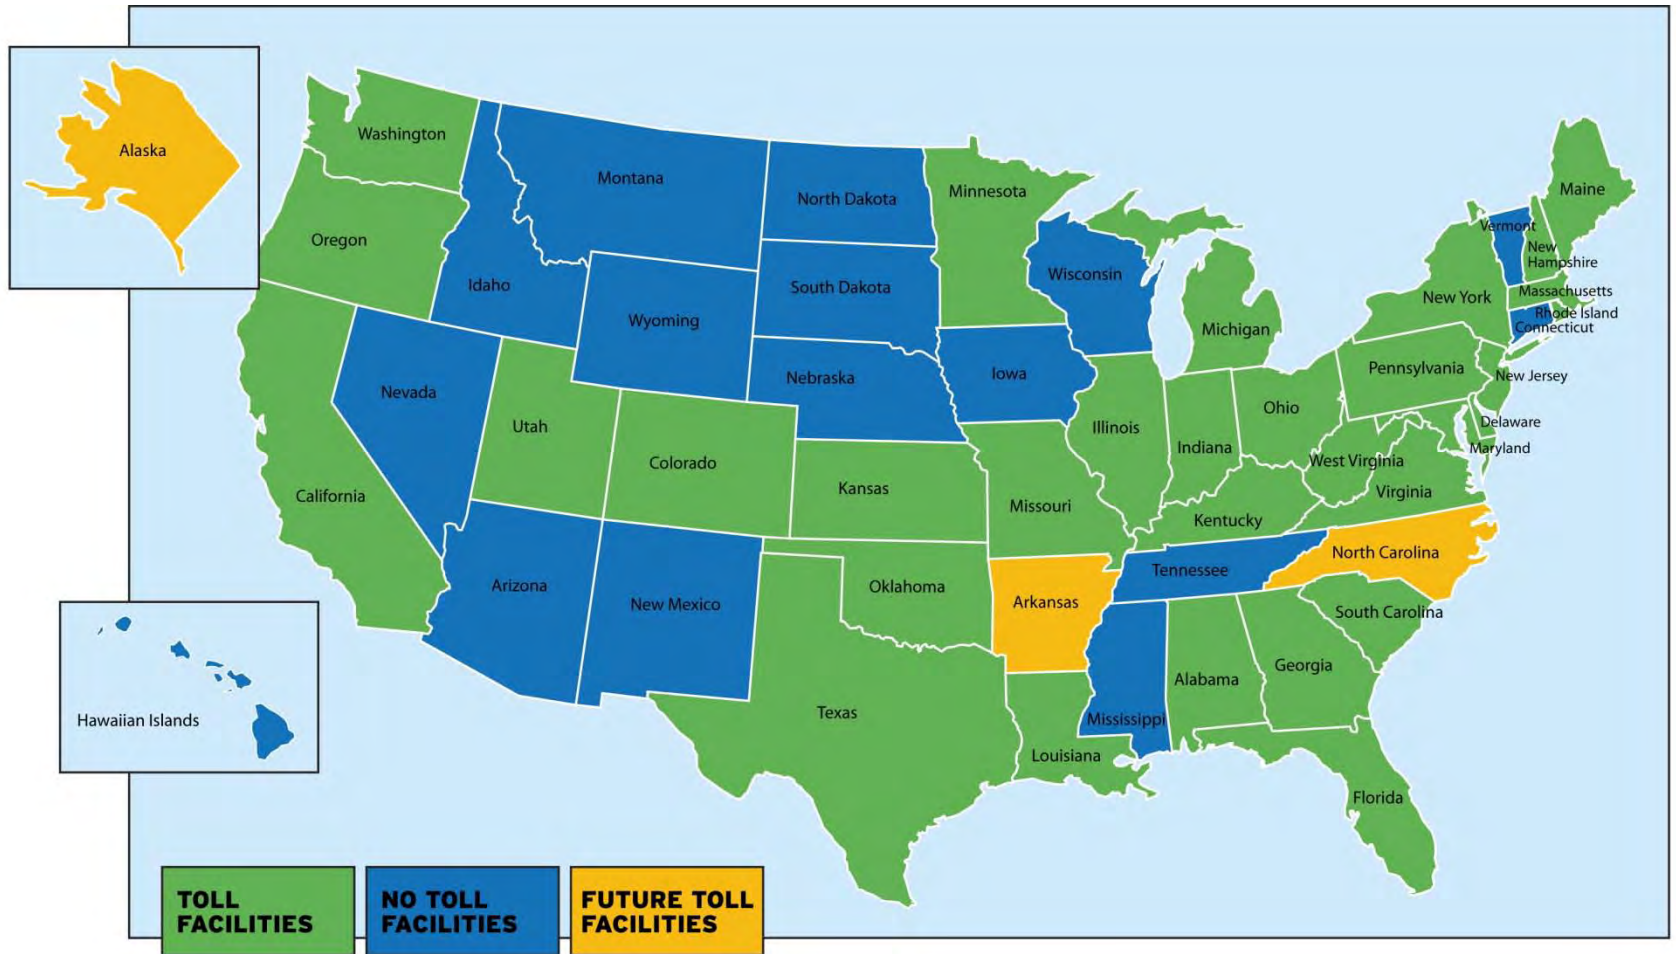 Alaska
Washington
Montana
North Dakota
Minnesota
Maine
Oregon
Idaho
Wyoming
South Dakota
Wisconsin
Michigan
New York
Vermont
New
Hampshire
Massachusetts
Rhode Island
Connecticut
Nevada
Utah
Colorado
Nebraska
Iowa
Illinois
Indiana
Ohio
Pennsylvania
New Jersey
Delaware
Maryland
California
Kansas
Missouri
Kentucky
West Virginia
Virginia
Arizona
New Mexico
Oklahoma
Arkansas
Tennessee
North Carolina
South Carolina
Hawaiian Islands
Texas
Louisiana
Mississippi
Alabama
Georgia
Florida
TOLL
FACILITIES
NO TOLL
FACILITIES
FUTURE TOLL
FACILITIES